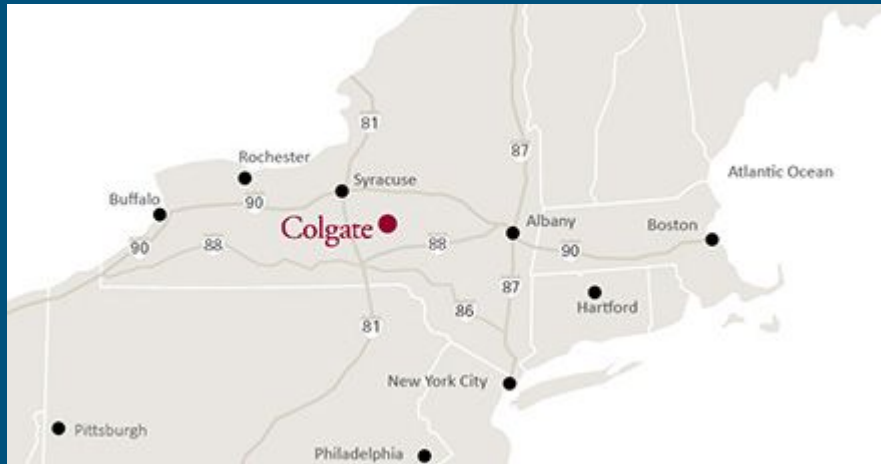 81
87
Rochester
Syracuse
Atlantic Ocean
Buffalo
90
Colgate
Albany
Boston
90
88
88
90
87
86
Hartford
81
New York City
Pittsburgh
Philadelphia